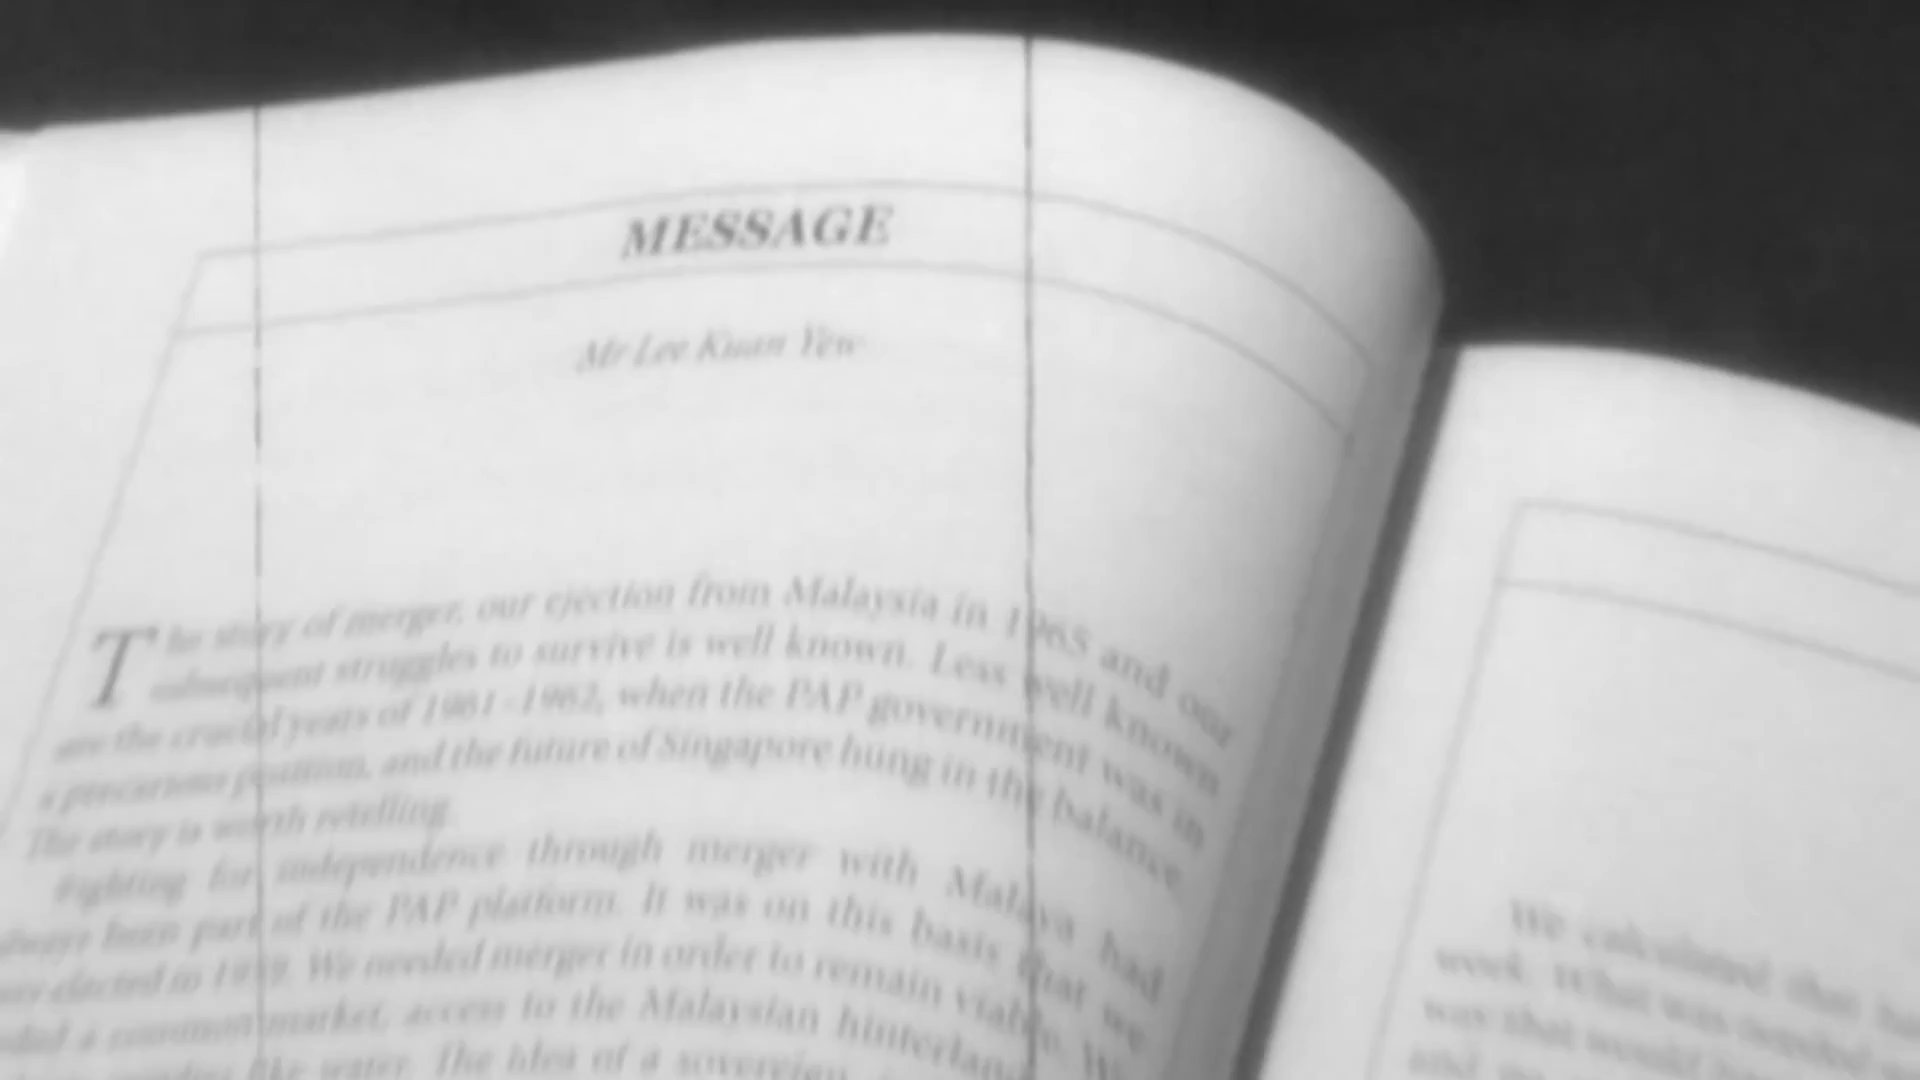 MESSAGE
Mr Lee Kuan Yew
The story of merger, our ejection from Malaysia in 1965 and our
subsequent struggles to survive is well known. Less well known
are the crucial years of 1961-1962, when the PAP government was in
a precarious position, and the future of Singapore hung in the balance.
The story is worth retelling.
Fighting for independence through merger with Malaya had
always been part of the PAP platform. It was on this basis that we
elected in 1959. We needed merger in order to remain viable. We
a common market, access to the Malaysian hinterland
like water. The idea of a sovereign
We calculated that
week. What was needed
way that would
and